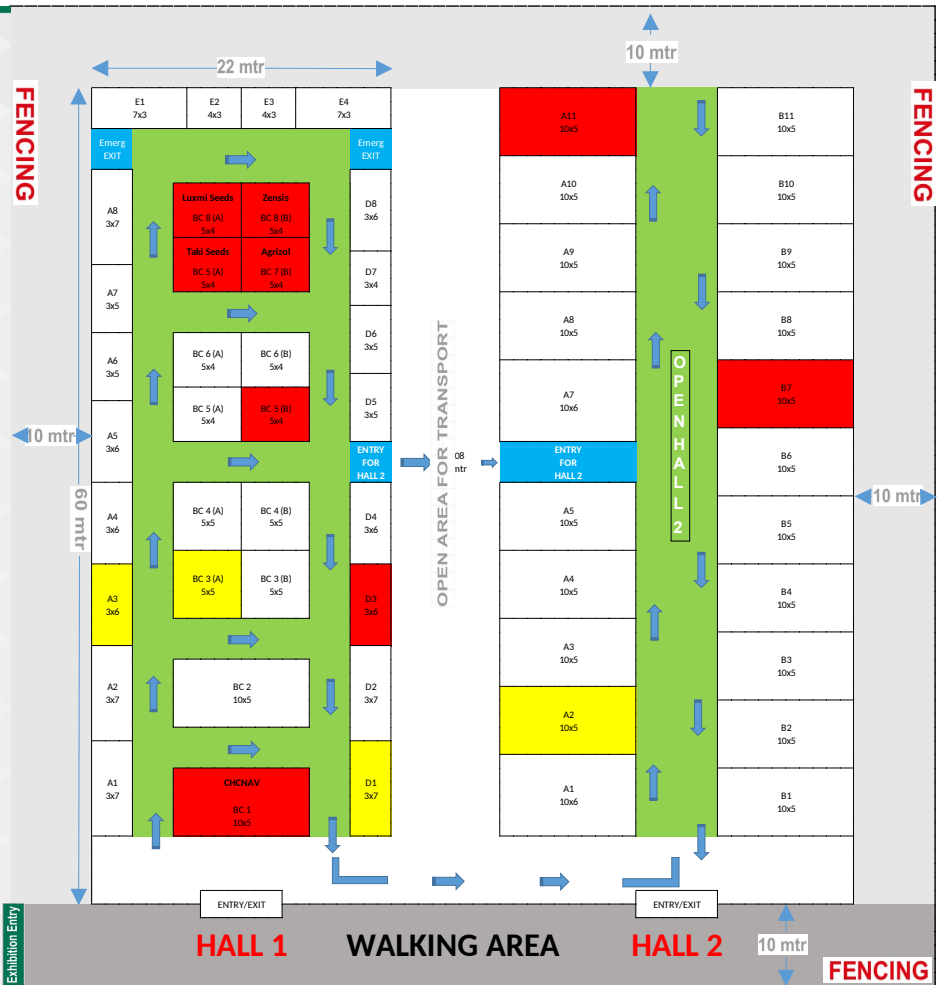 10 mtr
22 mtr
FENCING
FENCING
E1
7x3
E2
4x3
E3
4x3
E4
7x3
Emerg
EXIT
Emerg
EXIT
A8
3x7
A7
3x5
A6
3x5
A5
3x6
A4
3x6
A3
3x6
A2
3x7
A1
3x7
Luxmi Seeds
BC 8 (A)
5x4
Zensis
BC 8 (B)
5x4
Taki Seeds
BC 5 (A)
5x4
Agrizol
BC 7 (B)
5x4
BC 6 (A)
5x4
BC 6 (B)
5x4
BC 5 (A)
5x4
BC 5 (B)
5x4
BC 4 (A)
5x5
BC 4 (B)
5x5
BC 3 (A)
5x5
BC 3 (B)
5x5
BC 2
10x5
CHCNAV
BC 1
10x5
D8
3x6
D7
3x4
D6
3x5
D5
3x5
ENTRY
FOR
HALL 2
D4
3x6
D3
3x6
D2
3x7
D1
3x7
10 mtr
60 mtr
OPEN AREA FOR TRANSPORT
08
mtr
A11
10x5
A10
10x5
A9
10x5
A8
10x5
A7
10x6
ENTRY
FOR
HALL 2
A5
10x5
A4
10x5
A3
10x5
A2
10x5
A1
10x6
OPEN HALL 2
B11
10x5
B10
10x5
B9
10x5
B8
10x5
B7
10x5
B6
10x5
B5
10x5
B4
10x5
B3
10x5
B2
10x5
B1
10x5
10 mtr
ENTRY/EXIT
ENTRY/EXIT
Exhibition Entry
HALL 1
WALKING AREA
HALL 2
10 mtr
FENCING